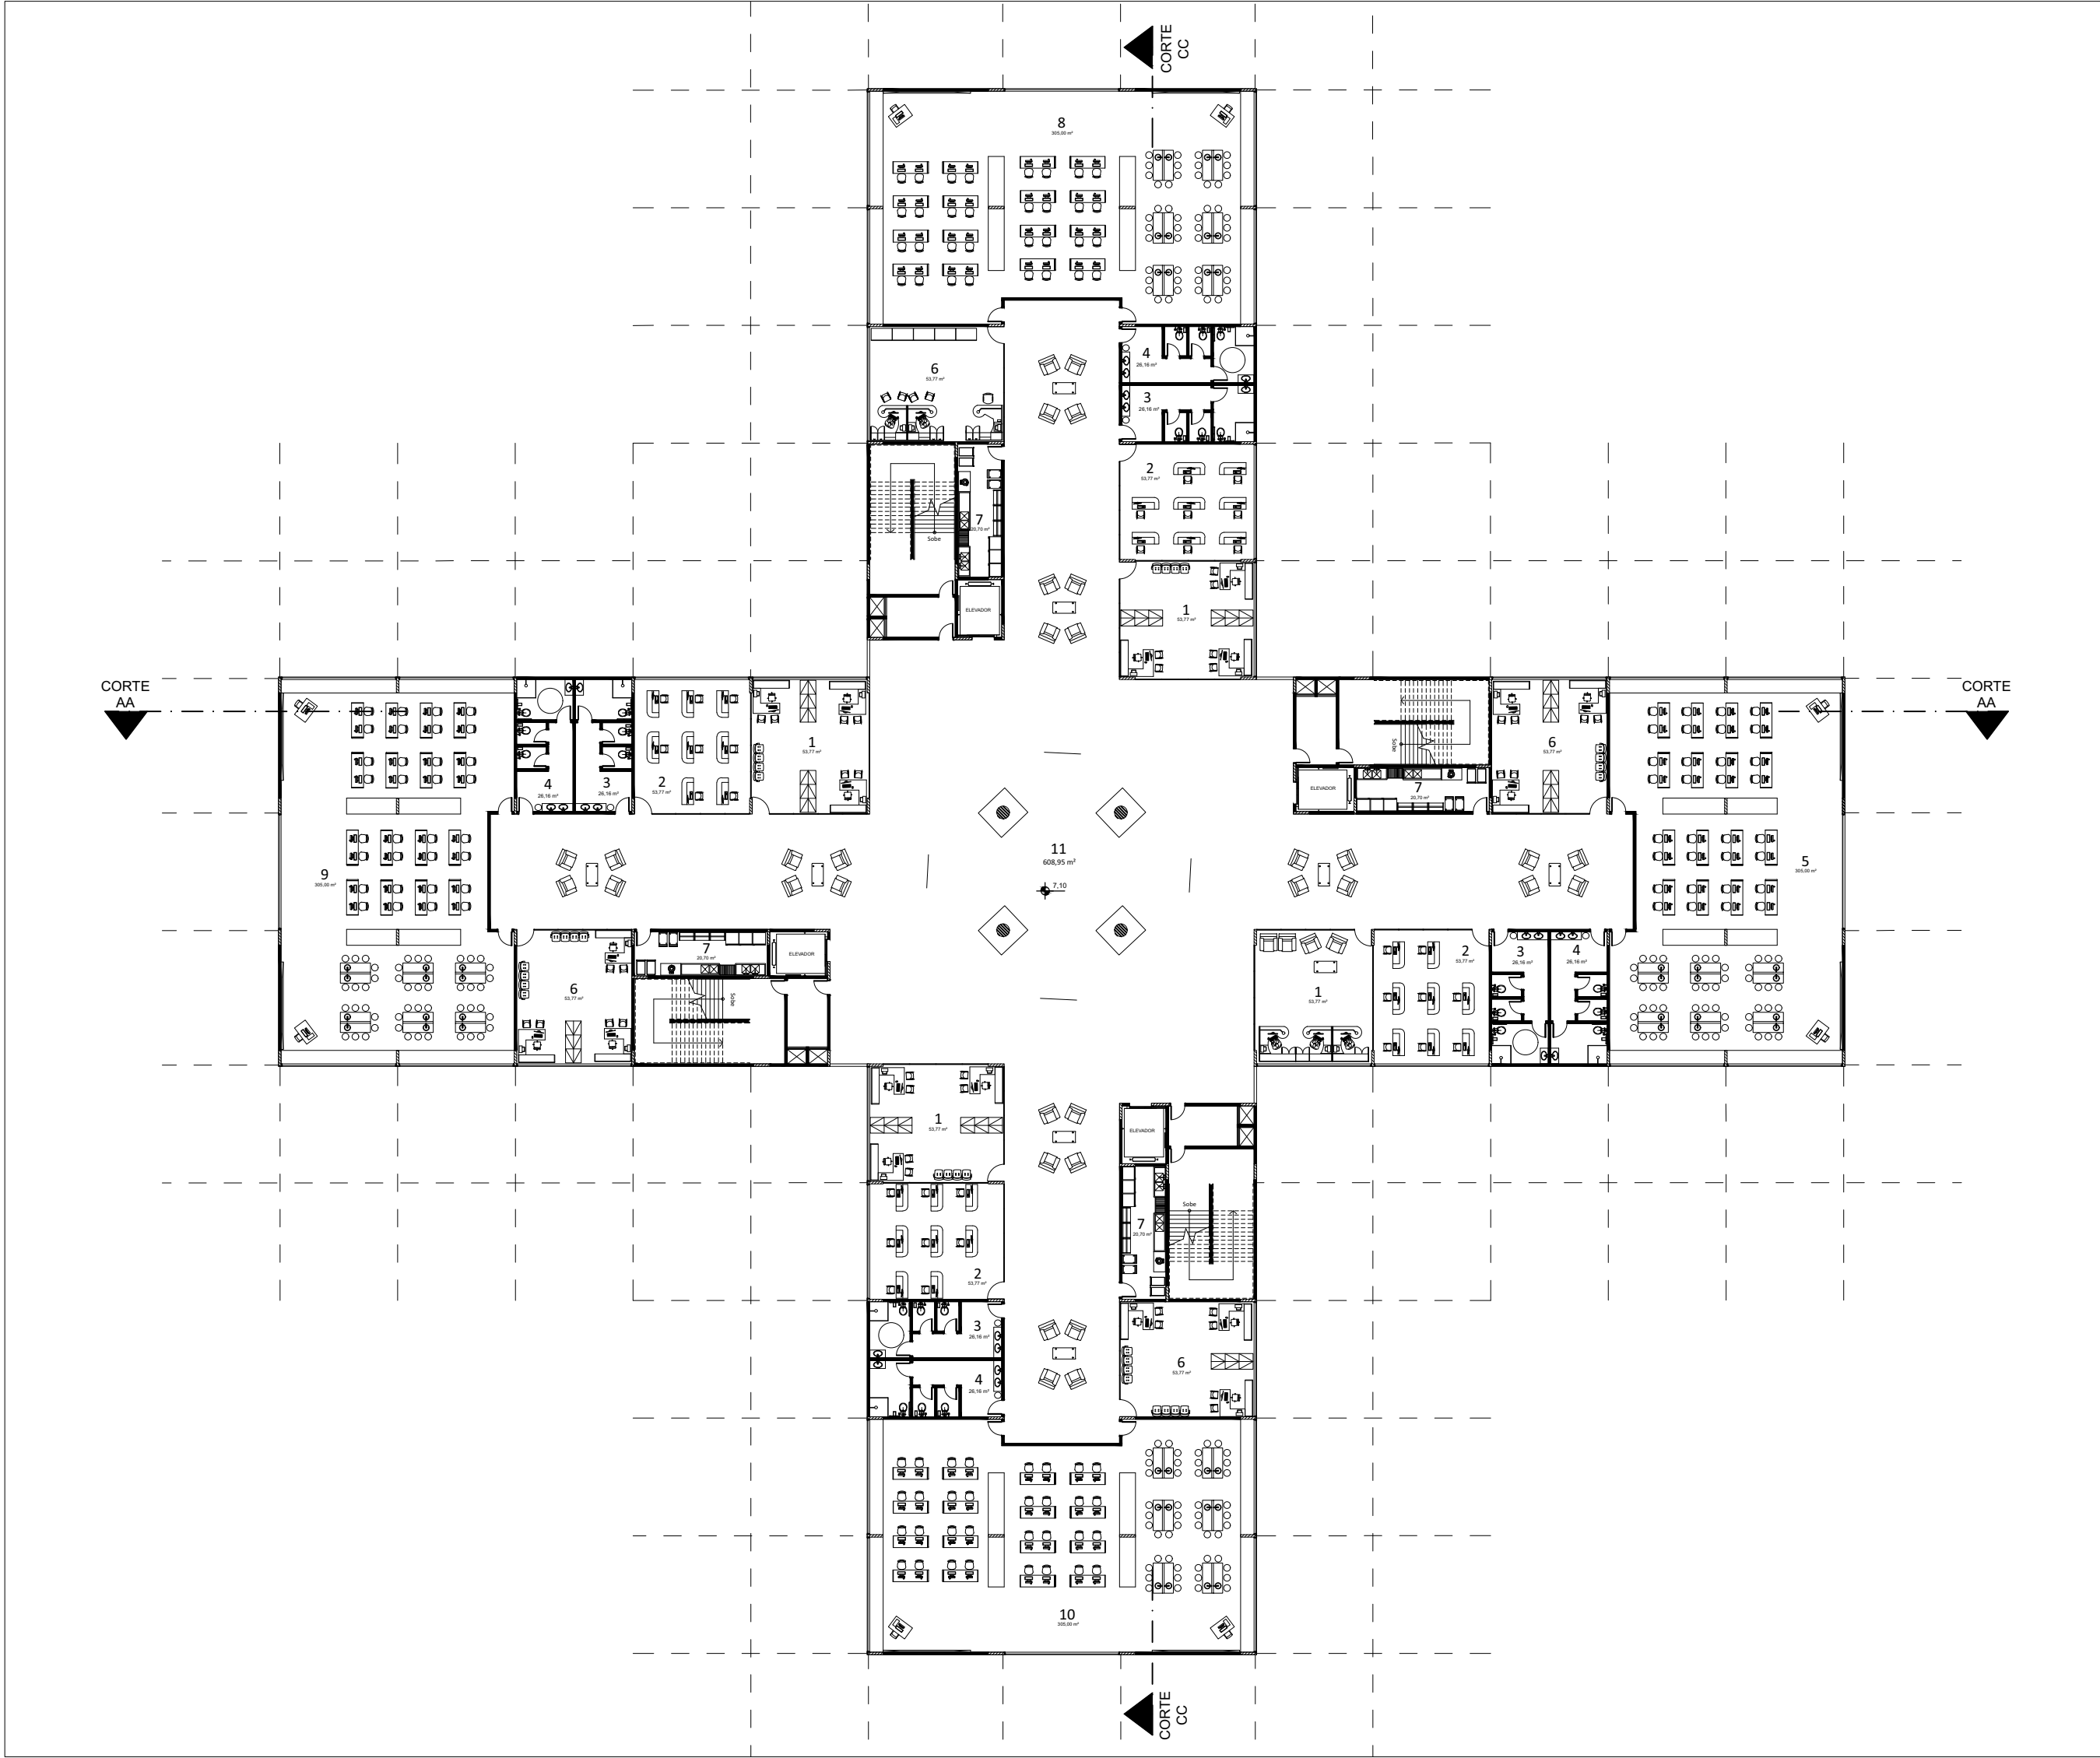 CORTE
CC
8
305,00 m²
6
53,77 m²
4
26,16 m²
3
26,16 m²
2
53,77 m²
7
20,70 m²
Sobe
ELEVADOR
1
53,77 m²
CORTE
AA
CORTE
AA
4
26,16 m²
3
26,16 m²
2
53,77 m²
1
53,77 m²
Sobe
ELEVADOR
7
20,70 m²
6
53,77 m²
9
305,00 m²
11
608,95 m²
7,10
5
305,00 m²
6
53,77 m²
7
20,70 m²
Sobe
ELEVADOR
1
53,77 m²
2
53,77 m²
3
26,16 m²
4
26,16 m²
1
53,77 m²
ELEVADOR
2
53,77 m²
7
20,70 m²
Sobe
3
26,16 m²
4
26,16 m²
6
53,77 m²
10
305,00 m²
CORTE
CC